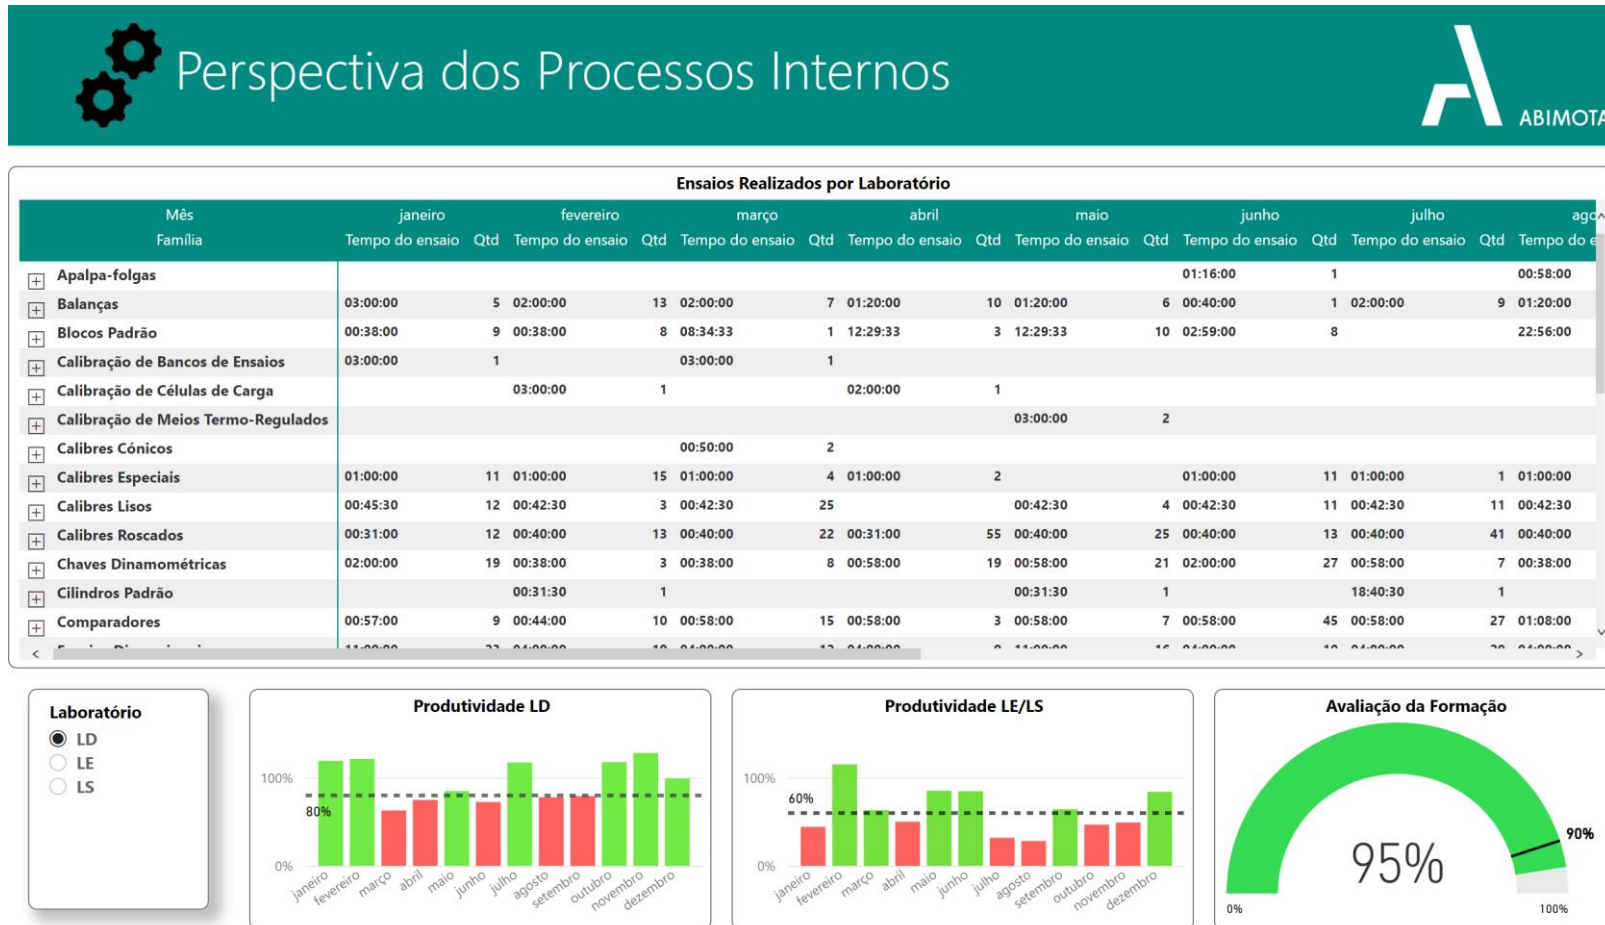 Perspectiva dos Processos Internos
ABIMOTA
Ensaios Realizados por Laboratório
Mês janeiro fevereiro março abril maio junho julho
Família Tempo do ensaio Qtd Tempo do ensaio Qtd Tempo do ensaio Qtd Tempo do ensaio Qtd Tempo do ensaio Qtd Tempo do ensaio Qtd Tempo do ensaio Qtd Tempo do
Apalpa-folgas 01:16:00 1 00:58:00
Balanças 03:00:00 5 02:00:00 13 02:00:00 7 01:20:00 10 01:20:00 6 00:40:00 1 02:00:00 9 01:20:00
Blocos Padrão 00:38:00 9 00:38:00 8 08:34:33 1 12:29:33 3 12:29:33 10 02:59:00 8 22:56:00
Calibração de Bancos de Ensaios 03:00:00 1 03:00:00 1
Calibração de Células de Carga 03:00:00 1 02:00:00 1
Calibração de Meios Termo-Regulados 03:00:00 2
Calibres Cónicos 00:50:00 2
Calibres Especiais 01:00:00 11 01:00:00 15 01:00:00 4 01:00:00 2 01:00:00 11 01:00:00 1 01:00:00
Calibres Lisos 00:45:30 12 00:42:30 3 00:42:30 25 00:42:30 4 00:42:30 11 00:42:30 11 00:42:30
Calibres Roscados 00:31:00 12 00:40:00 13 00:40:00 22 00:31:00 55 00:40:00 25 00:40:00 13 00:40:00 41 00:40:00
Chaves Dinamométricas 02:00:00 19 00:38:00 3 00:38:00 8 00:58:00 19 00:58:00 21 02:00:00 27 00:58:00 7 00:38:00
Cilindros Padrão 00:31:30 1 00:31:30 1 18:40:30 1
Comparadores 00:57:00 9 00:44:00 10 00:58:00 15 00:58:00 3 00:58:00 7 00:58:00 45 00:58:00 27 01:08:00
Laboratório
LD
LE
LS
Produtividade LD
100%
80%
0%
janeiro fevereiro março abril maio junho julho agosto setembro outubro novembro dezembro
Produtividade LE/LS
100%
60%
0%
janeiro fevereiro março abril maio junho julho agosto setembro outubro novembro dezembro
Avaliação da Formação
90%
95%
0% 100%